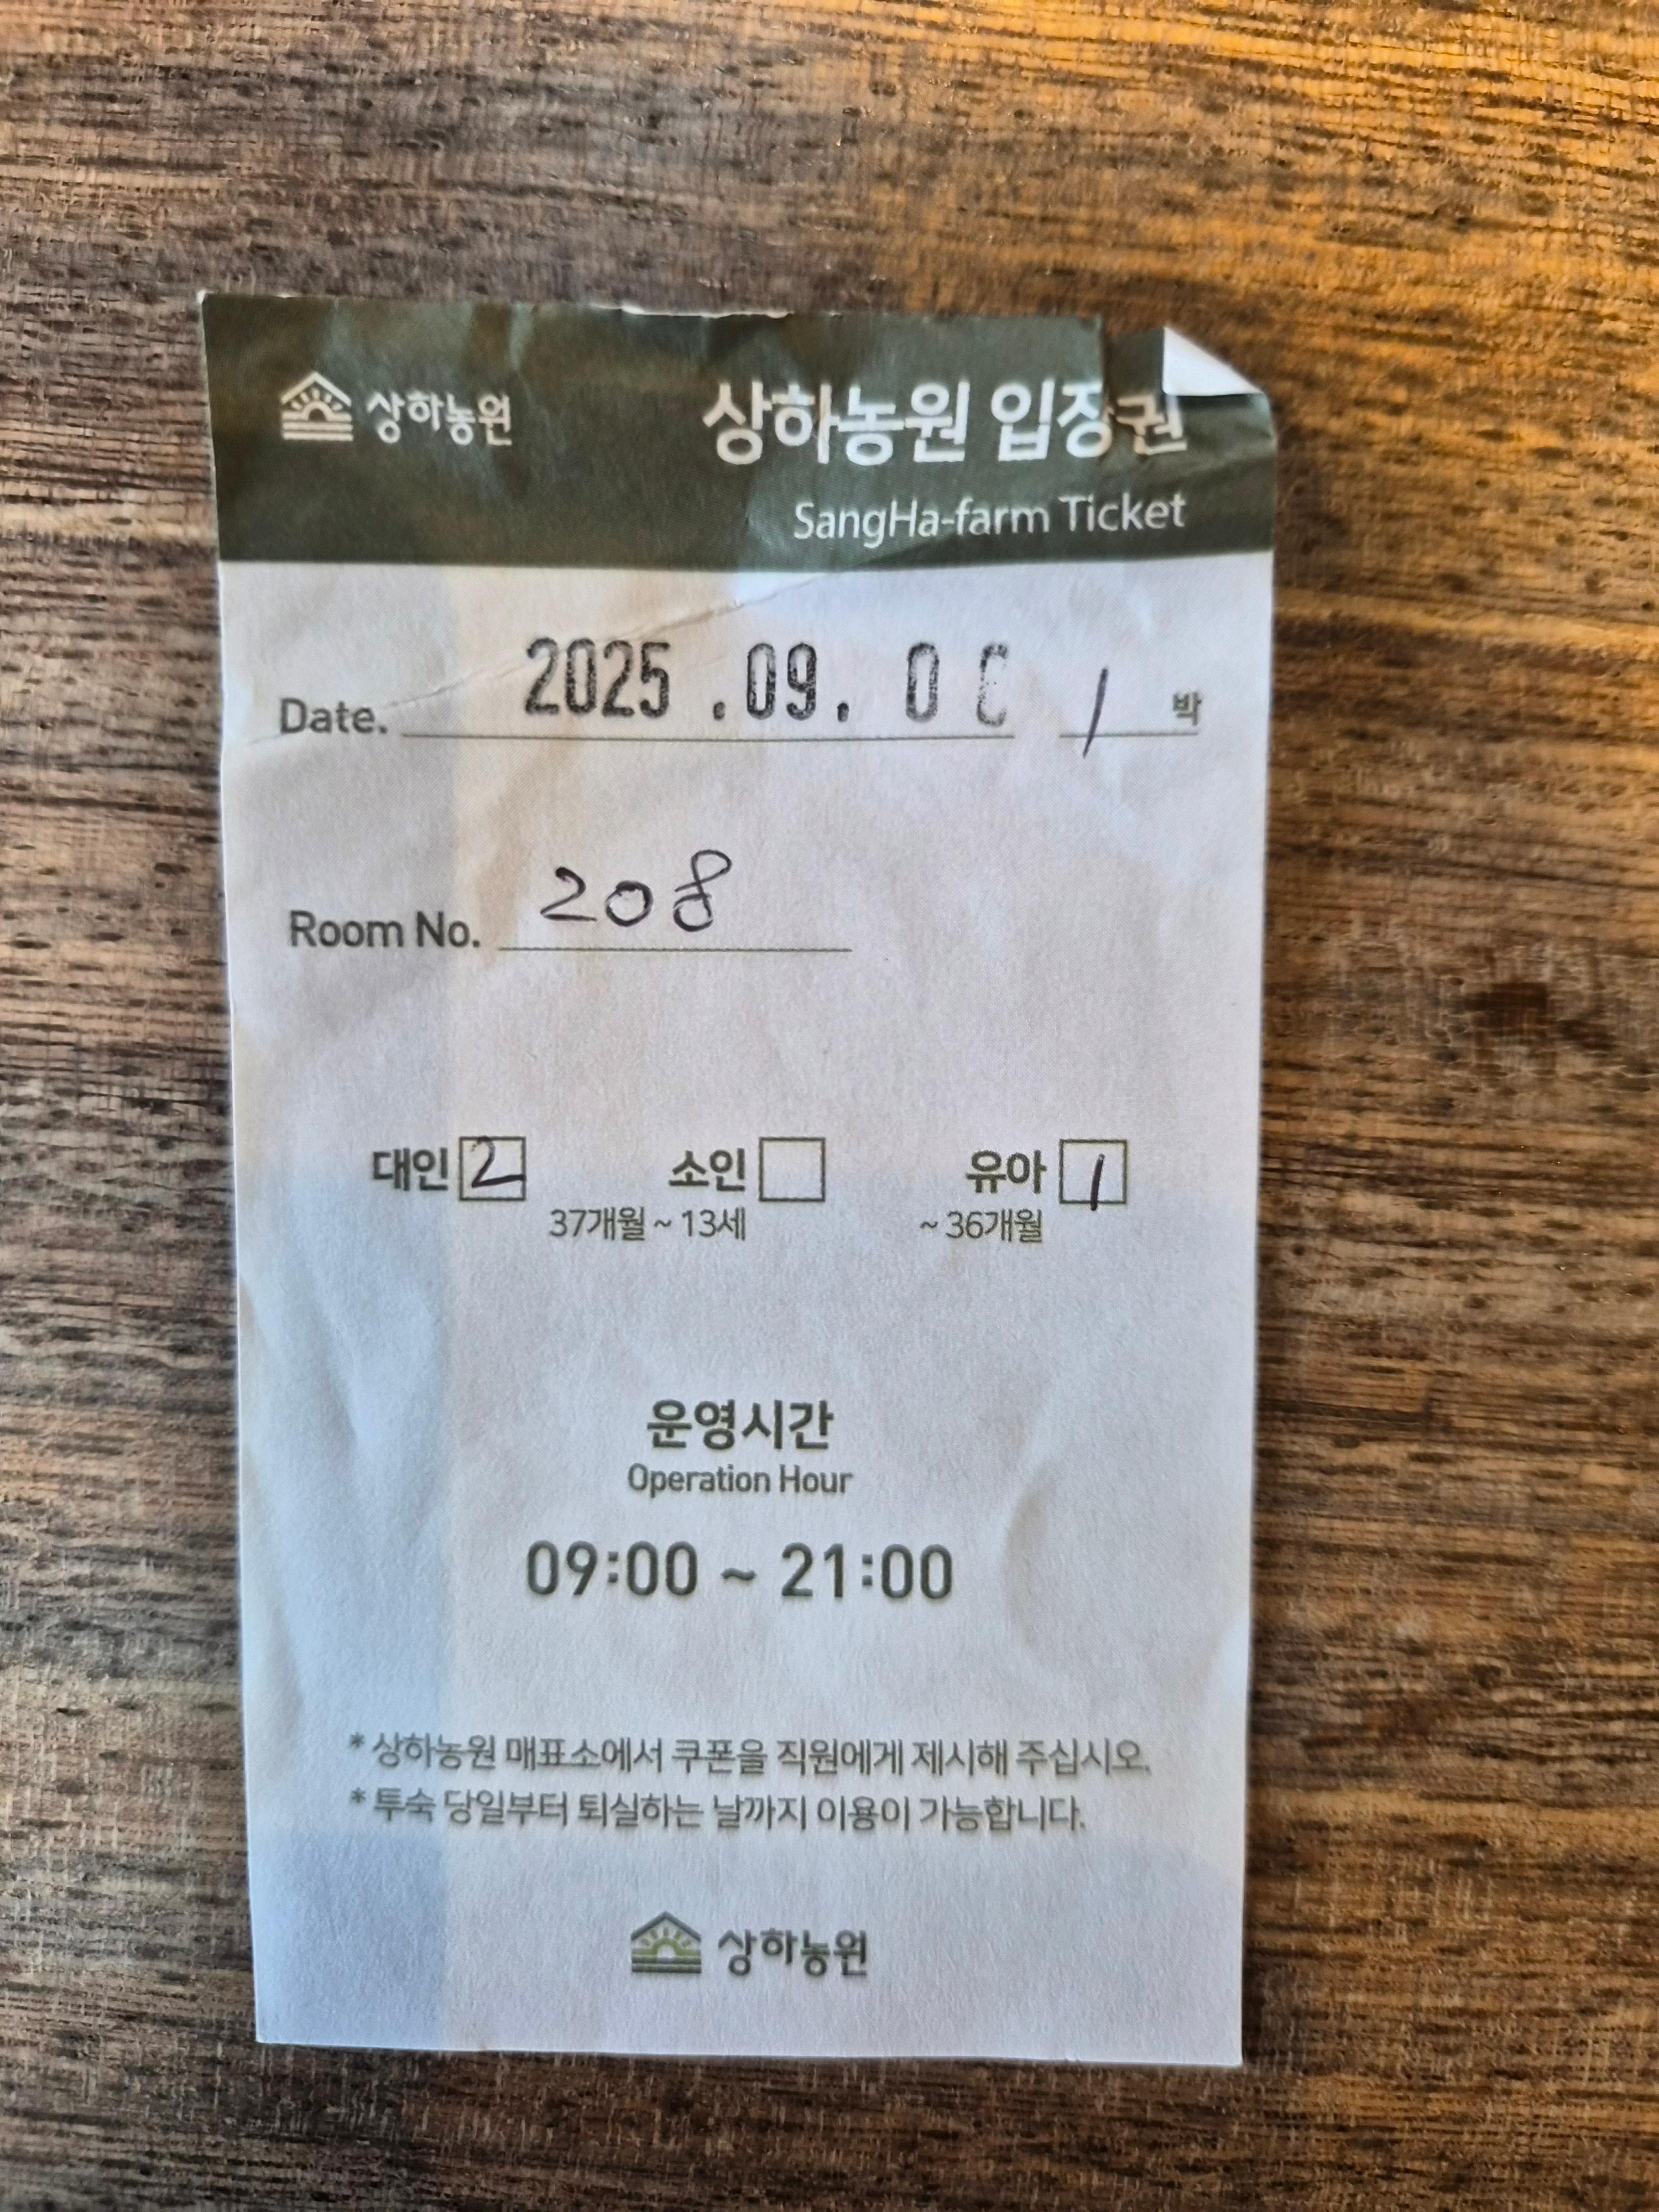 상하농원 상하농원 입장권
SangHa-farm Ticket
Date. 2025 .09. 1 박
Room No. 208
대인 2 소인 유아 1
37개월 ~ 13세 ~ 36개월
운영시간
Operation Hour
09:00 ~ 21:00
* 상하농원 매표소에서 쿠폰을 직원에게 제시해 주십시오.
* 투숙 당일부터 퇴실하는 날까지 이용이 가능합니다.
상하농원